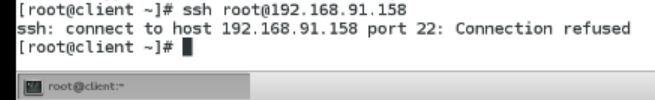 [root@client ~]# ssh root@192.168.91.158
ssh: connect to host 192.168.91.158 port 22: Connection refused
[root@client ~]#
root@client:~